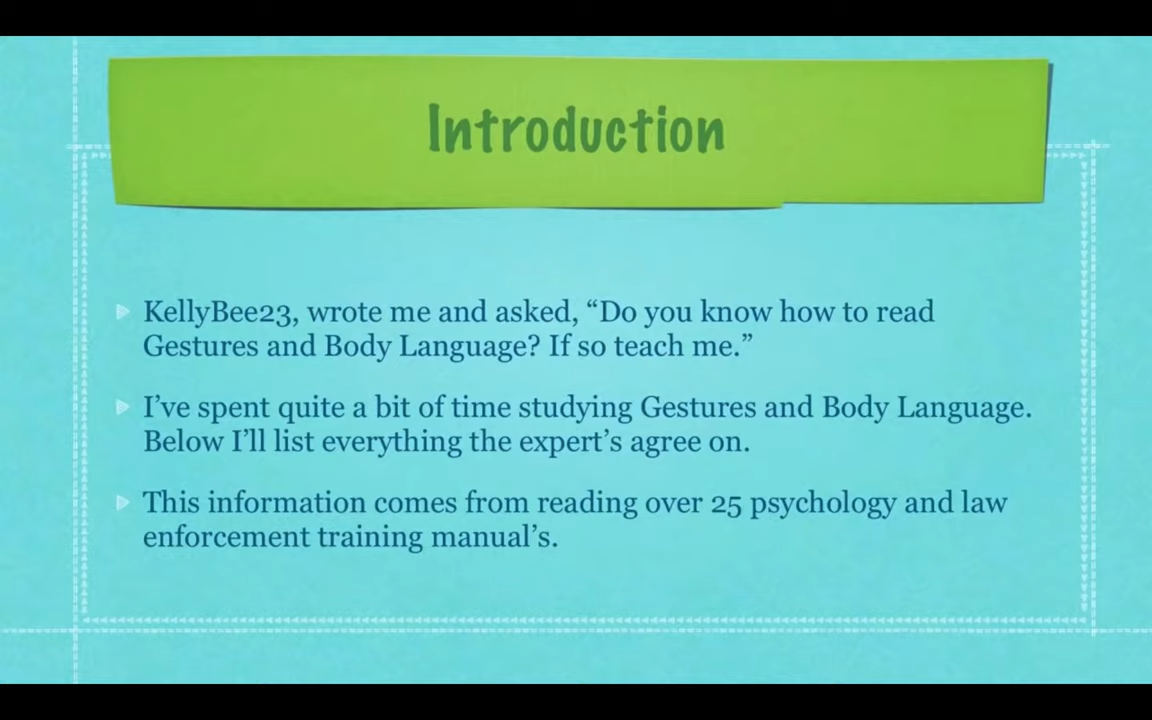 Introduction
KellyBee23, wrote me and asked, “Do you know how to read
Gestures and Body Language? If so teach me.”
I’ve spent quite a bit of time studying Gestures and Body Language.
Below I’ll list everything the expert’s agree on.
This information comes from reading over 25 psychology and law
enforcement training manual’s.